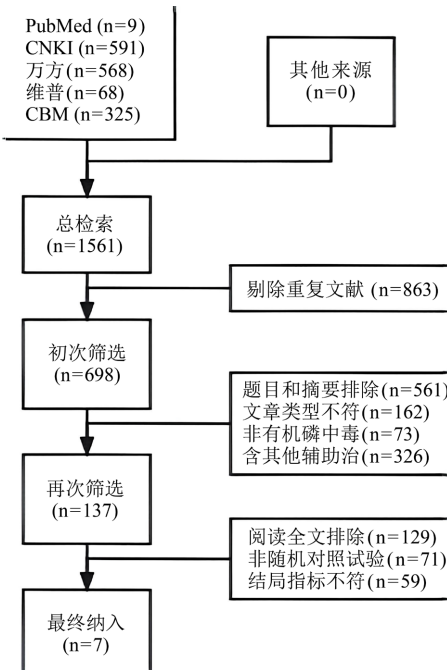 PubMed (n=9)
CNKI (n=591)
万方(n=568)
维普(n=68)
CBM (n=325)
其他来源
(n=0)
总检索
(n=1561)
剔除重复文献 (n=863)
初次筛选
(n=698)
题目和摘要排除(n=561)
文章类型不符(n=162)
非有机磷中毒(n=73)
含其他辅助治(n=326)
再次筛选
(n=137)
阅读全文排除(n=129)
非随机对照试验(n=71)
结局指标不符(n=59)
最终纳入
(n=7)